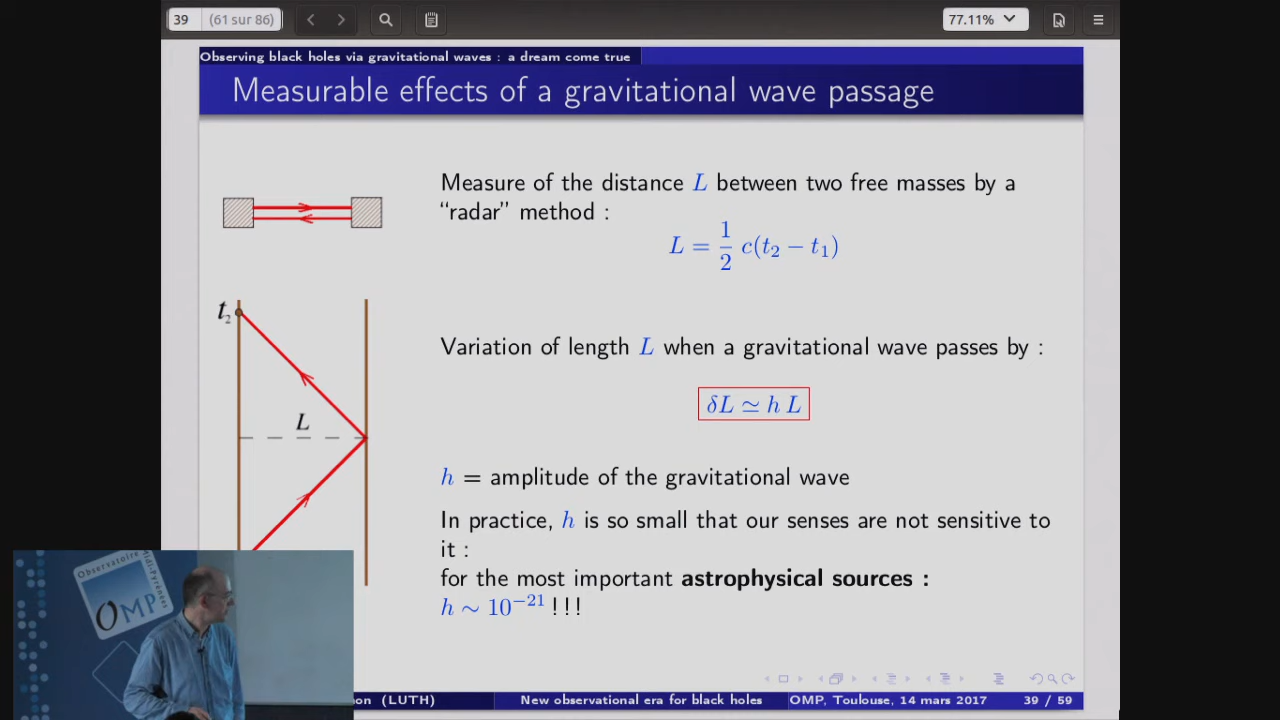 39 (61 sur 86)
77.11%
Observing black holes via gravitational waves : a dream come true
Measurable effects of a gravitational wave passage
Measure of the distance L between two free masses by a
“radar” method :
L = 1/2 c(t₂ − t₁)
t₂
Variation of length L when a gravitational wave passes by :
δL ≃ h L
L
h = amplitude of the gravitational wave
In practice, h is so small that our senses are not sensitive to
it :
for the most important astrophysical sources :
h ∼ 10⁻²¹ !!!
Observatoire
Midi-Pyrénées
OMP
(LUTH)
New observational era for black holes
OMP, Toulouse, 14 mars 2017
39 / 59